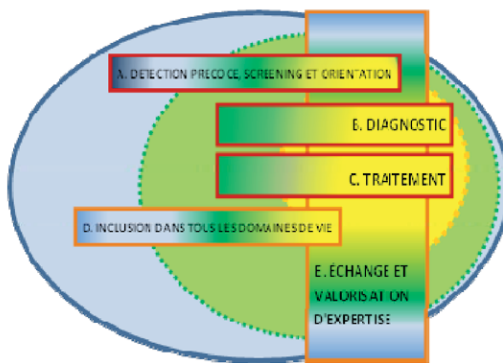 A. DETECTION PRECOCE, SCREENING ET ORIENTATION
B. DIAGNOSTIC
C. TRAITEMENT
D. INCLUSION DANS TOUS LES DOMAINES DE VIE
E. ÉCHANGE ET
VALORISATION
D'EXPERTISE